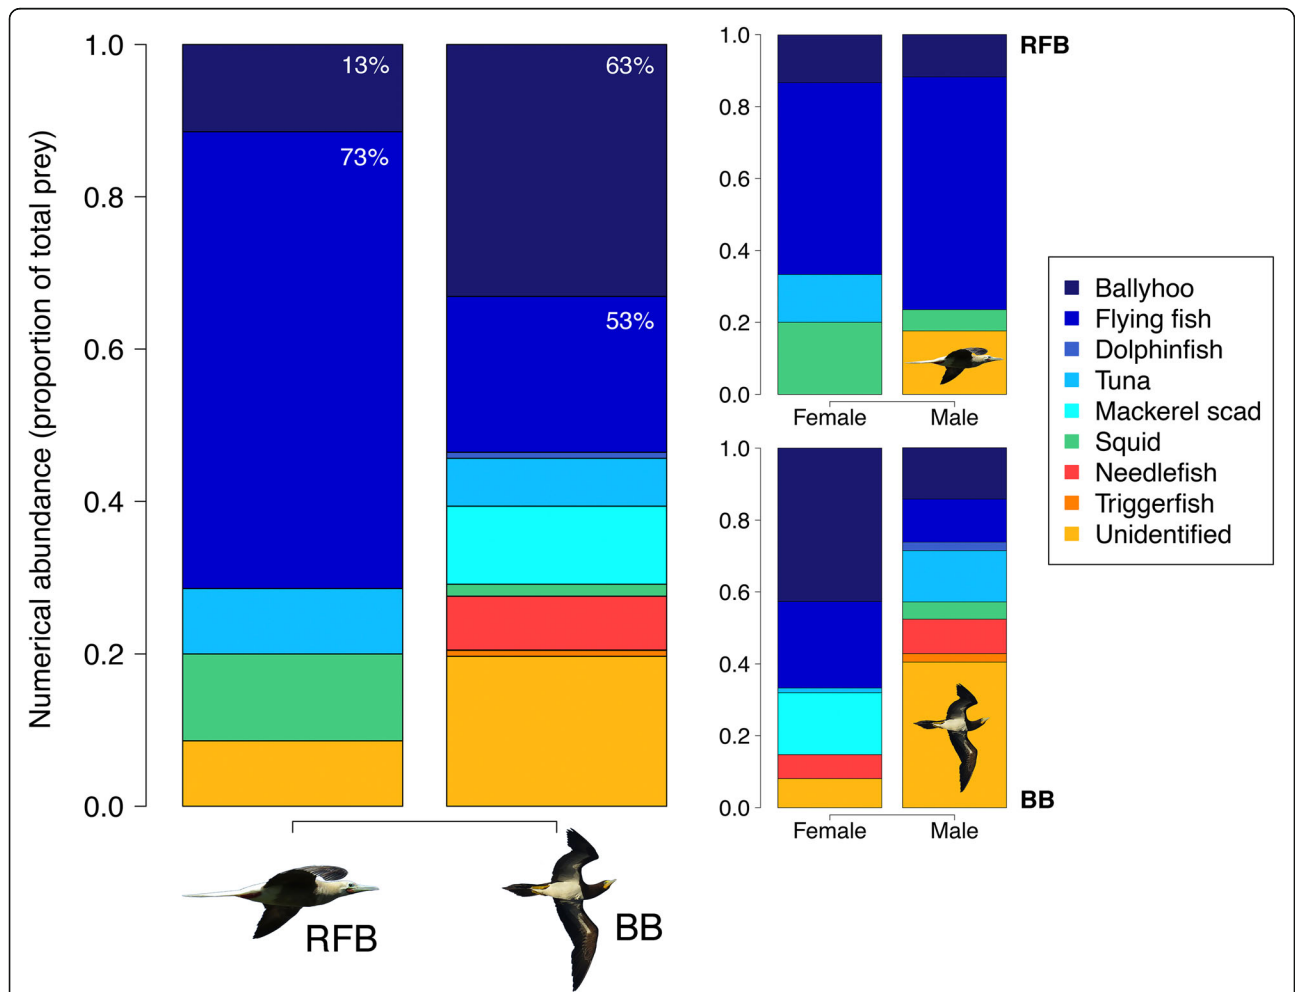 Numerical abundance (proportion of total prey)
1.0
0.8
0.6
0.4
0.2
0.0
13%
73%
63%
53%
RFB
BB
1.0
0.8
0.6
0.4
0.2
0.0
Female
Male
RFB
1.0
0.8
0.6
0.4
0.2
0.0
Female
Male
BB
Ballyhoo
Flying fish
Dolphinfish
Tuna
Mackerel scad
Squid
Needlefish
Triggerfish
Unidentified